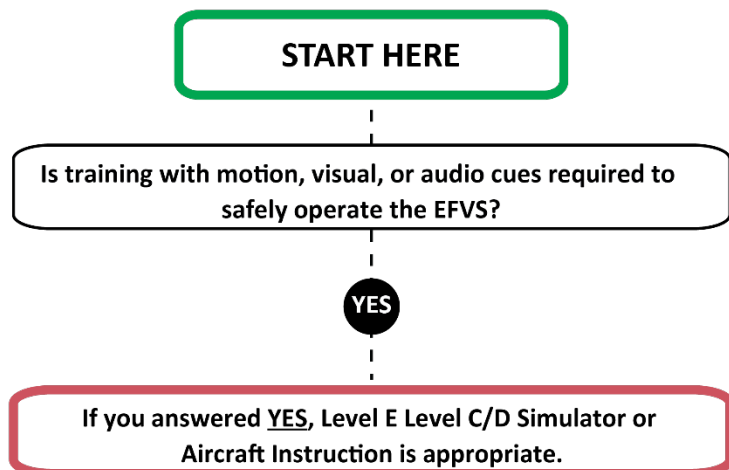 START HERE
Is training with motion, visual, or audio cues required to
safely operate the EFVS?
YES
If you answered YES, Level E Level C/D Simulator or
Aircraft Instruction is appropriate.